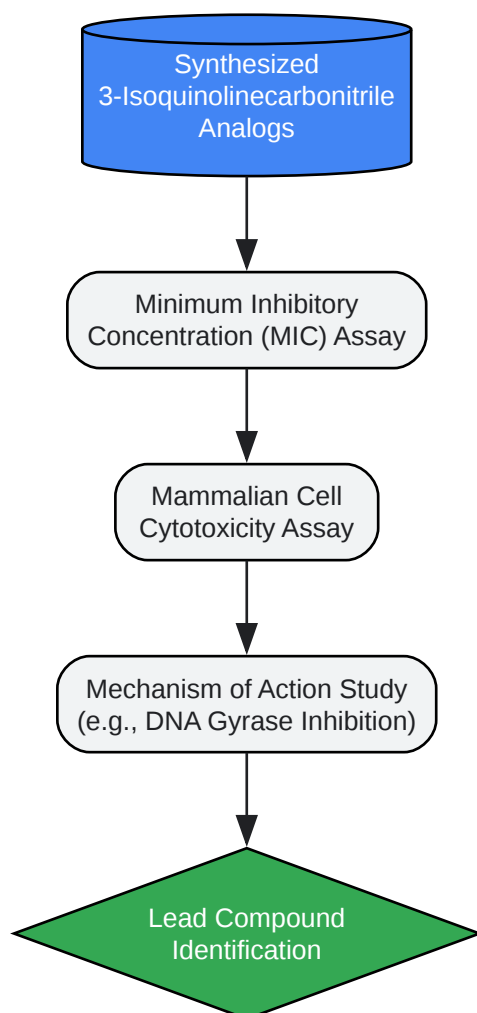 Synthesized
3-Isoquinolinecarbonitrile
Analogs
Minimum Inhibitory
Concentration (MIC) Assay
Mammalian Cell
Cytotoxicity Assay
Mechanism of Action Study
(e.g., DNA Gyrase Inhibition)
Lead Compound
Identification